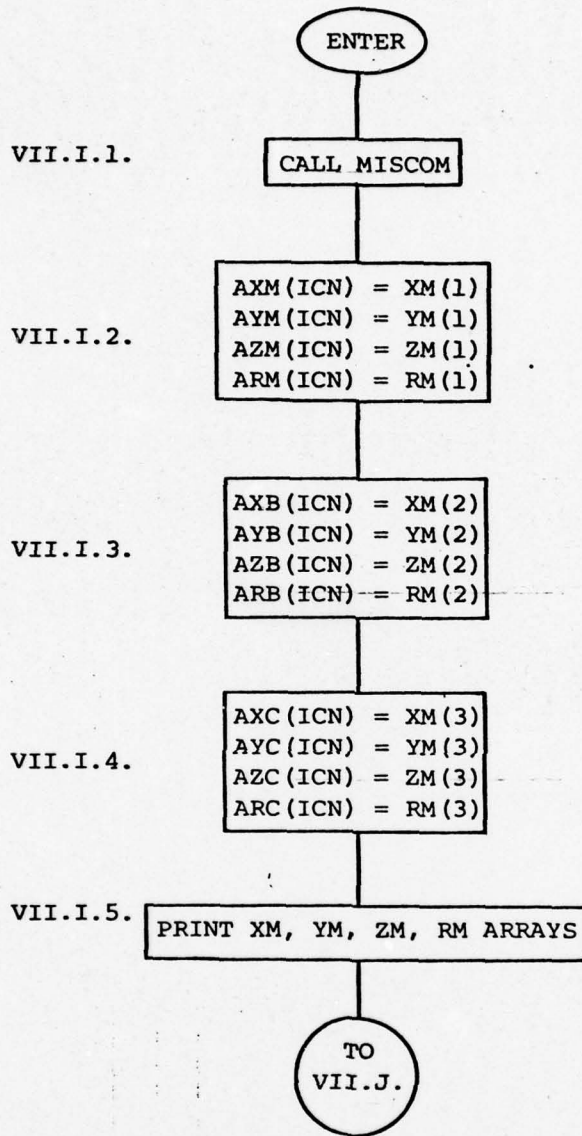 ENTER
VII.I.1.
CALL MISCOM
VII.I.2.
AXM(ICN) = XM(1)
AYM(ICN) = YM(1)
AZM(ICN) = ZM(1)
ARM(ICN) = RM(1)
VII.I.3.
AXB(ICN) = XM(2)
AYB(ICN) = YM(2)
AZB(ICN) = ZM(2)
ARB(ICN) = RM(2)
VII.I.4.
AXC(ICN) = XM(3)
AYC(ICN) = YM(3)
AZC(ICN) = ZM(3)
ARC(ICN) = RM(3)
VII.I.5.
PRINT XM, YM, ZM, RM ARRAYS
TO
VII.J.